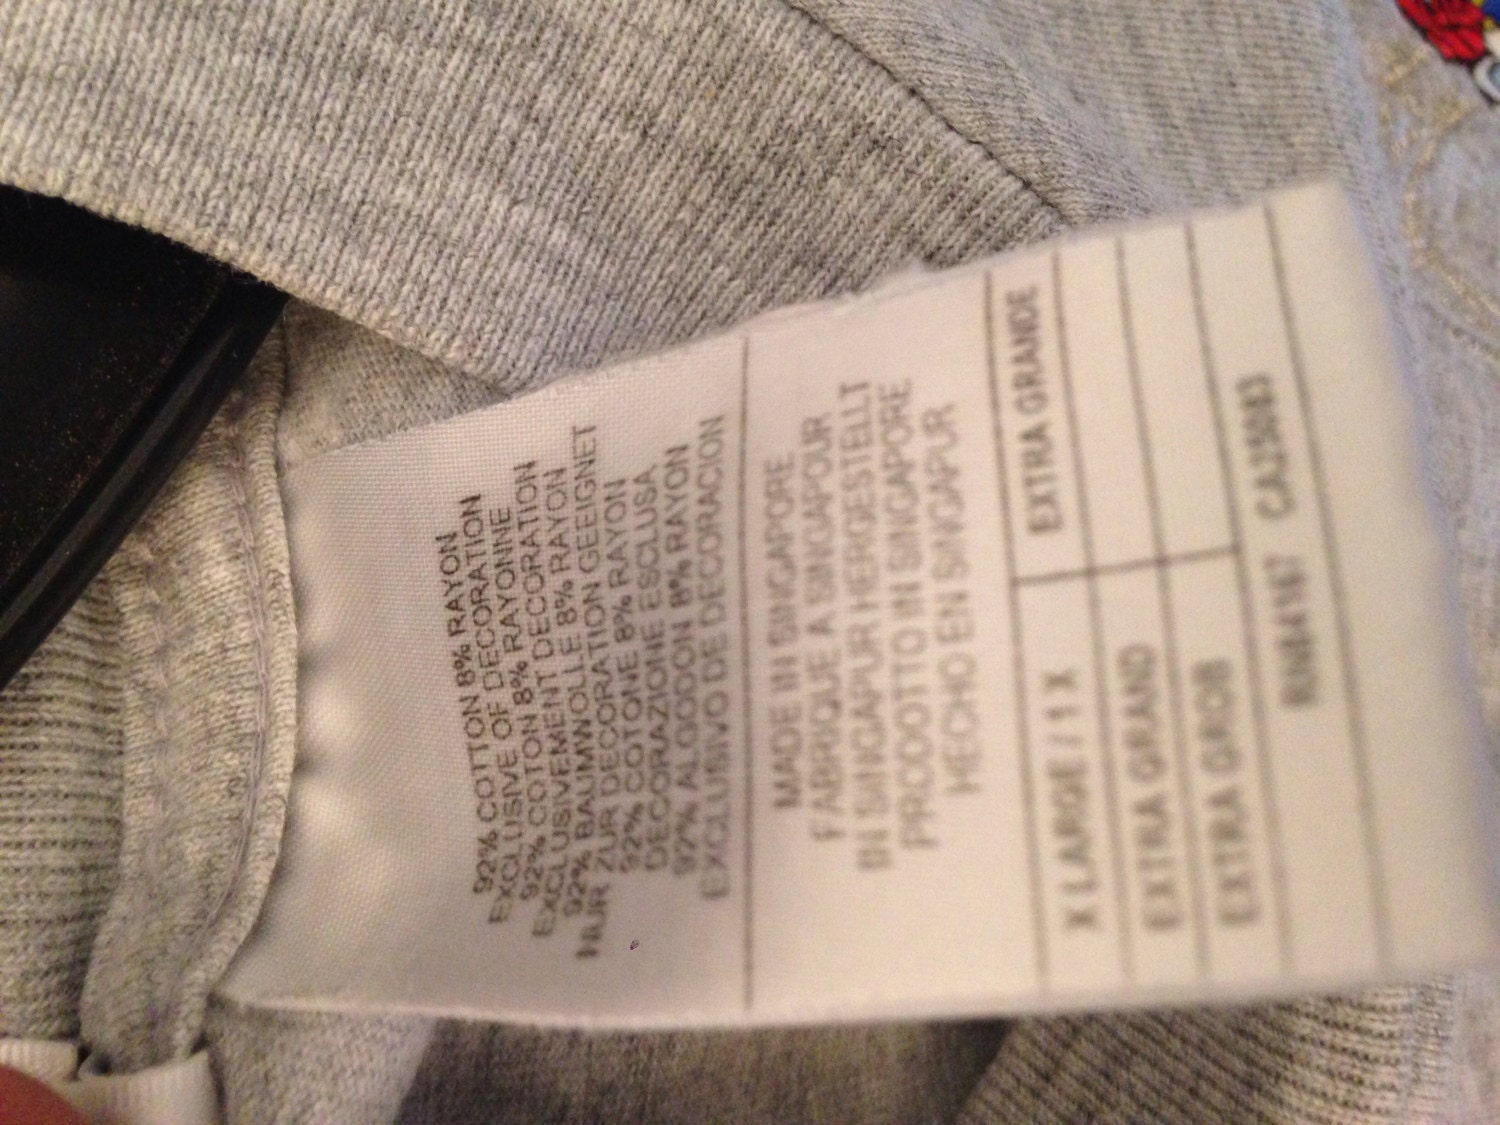 92% COTTON 8% RAYON
EXCLUSIVE OF DECORATION
92% COTON 8% RAYONNE
EXCLUSIVEMENT DECORATION
92% BAUMWOLLE 8% RAYON
NUR ZUR DECORATION GEEIGNET
92% COTONE 8% RAYON
DECORAZIONE ESCLUSA
92% ALGODON 8% RAYON
EXCLUSIVO DE DECORACION
MADE IN SINGAPORE
FABRIQUE A SINGAPOUR
IN SINGAPUR HERGESTELLT
PRODOTTO IN SINGAPORE
HECHO EN SINGAPUR
X LARGE / 1 X EXTRA GRANDE
EXTRA GRAND
EXTRA GROB
CA25083